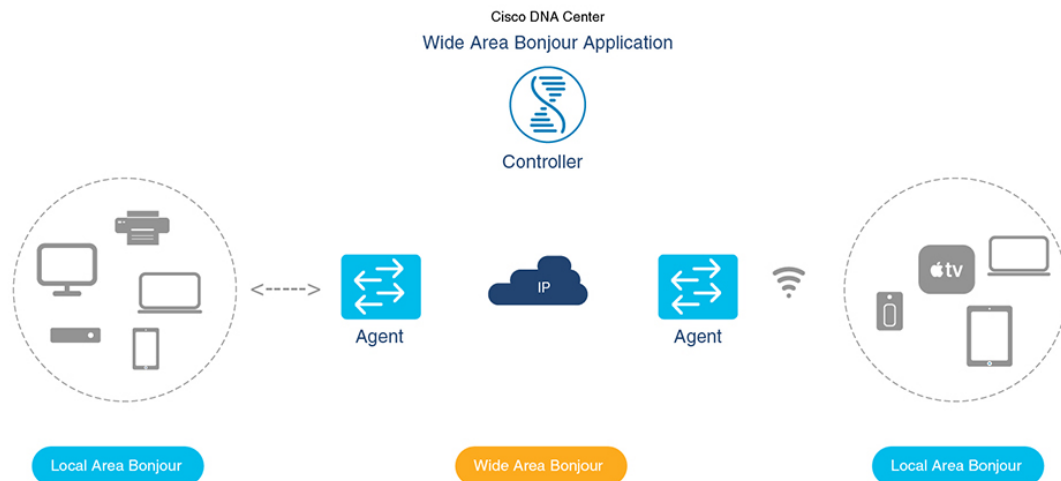 Cisco DNA Center
Wide Area Bonjour Application
Controller
tv
IP
Agent
Agent
Local Area Bonjour
Wide Area Bonjour
Local Area Bonjour